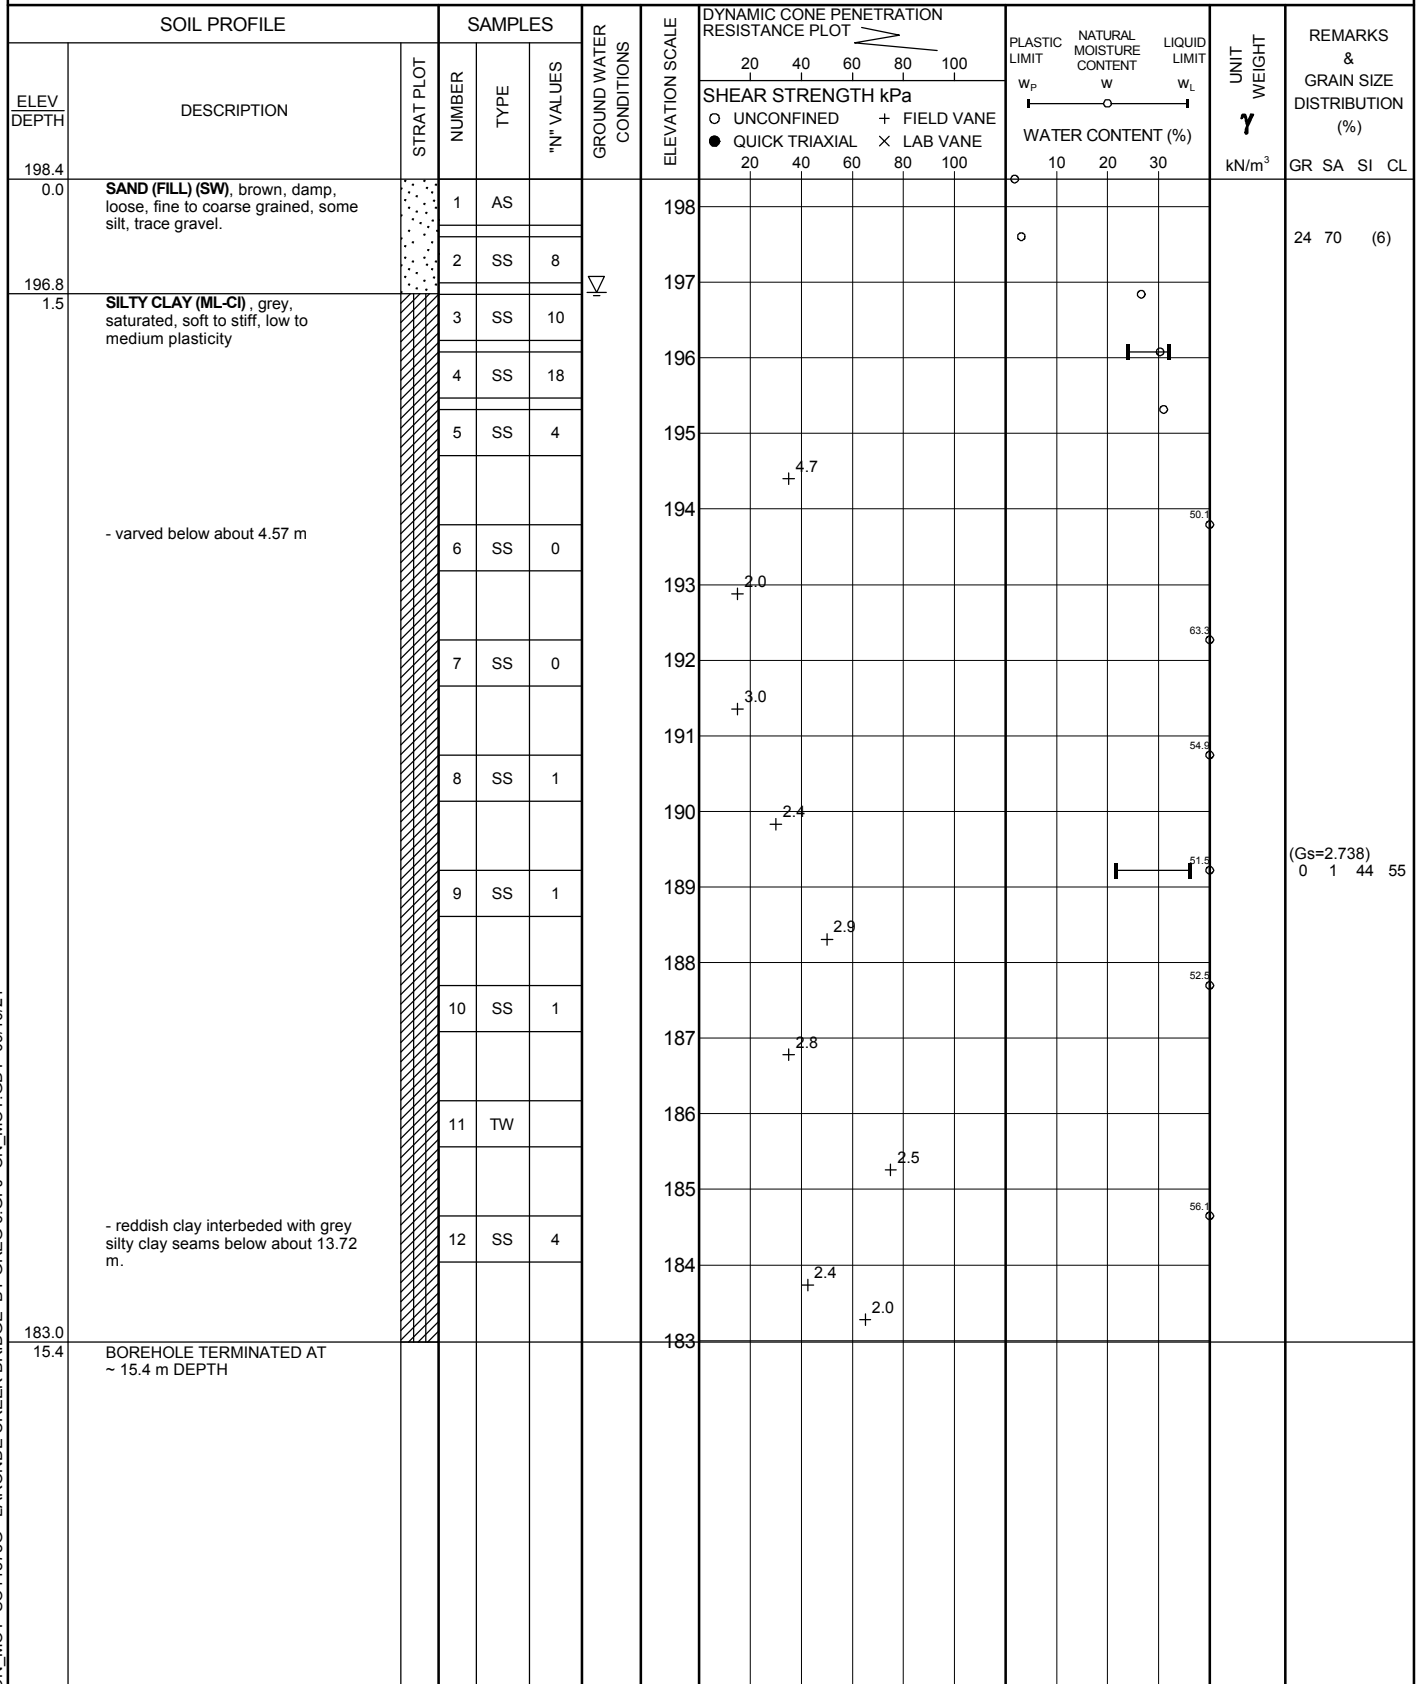 SOIL PROFILE
SAMPLES
GROUND WATER
CONDITIONS
ELEVATION SCALE
DYNAMIC CONE PENETRATION
RESISTANCE PLOT
20 40 60 80 100
SHEAR STRENGTH kPa
O UNCONFINED + FIELD VANE
● QUICK TRIAXIAL × LAB VANE
20 40 60 80 100
PLASTIC
LIMIT
NATURAL
MOISTURE
CONTENT
LIQUID
LIMIT
WP W WL
WATER CONTENT (%)
10 20 30
UNIT
WEIGHT
γ
kN/m³
REMARKS
&
GRAIN SIZE
DISTRIBUTION
(%)
GR SA SI CL
ELEV
DEPTH
DESCRIPTION
STRAT PLOT
NUMBER
TYPE
"N" VALUES
198.4
0.0
SAND (FILL) (SW), brown, damp,
loose, fine to coarse grained, some
silt, trace gravel.
1 AS
198
24 70 (6)
2 SS 8
197
196.8
1.5
SILTY CLAY (ML-CI) , grey,
saturated, soft to stiff, low to
medium plasticity
3 SS 10
196
4 SS 18
5 SS 4
195
4.7
194
50.1
- varved below about 4.57 m
6 SS 0
193
2.0
63.3
7 SS 0
192
3.0
191
54.9
8 SS 1
190
2.4
51.5
(Gs=2.738)
0 1 44 55
9 SS 1
189
2.9
188
52.5
10 SS 1
187
2.8
186
11 TW
2.5
185
56.1
- reddish clay interbeded with grey
silty clay seams below about 13.72
m.
12 SS 4
184
2.4
2.0
183.0
183
15.4
BOREHOLE TERMINATED AT
~ 15.4 m DEPTH